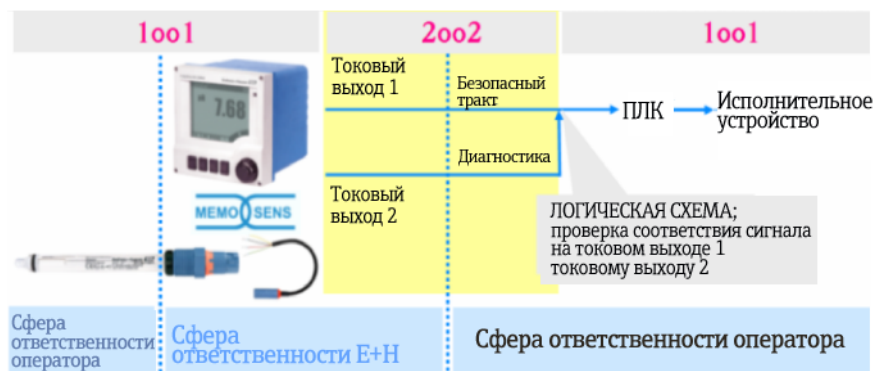 1oo1
2oo2
1oo1
Токовый
выход 1
Безопасный
тракт
ПЛК
Исполнительное
устройство
7.68
Диагностика
MEMO SENS
Токовый
выход 2
ЛОГИЧЕСКАЯ СХЕМА;
проверка соответствия сигнала
на токовом выходе 1
токовому выходу 2
Сфера
ответственности
оператора
Сфера
ответственности E+H
Сфера ответственности оператора